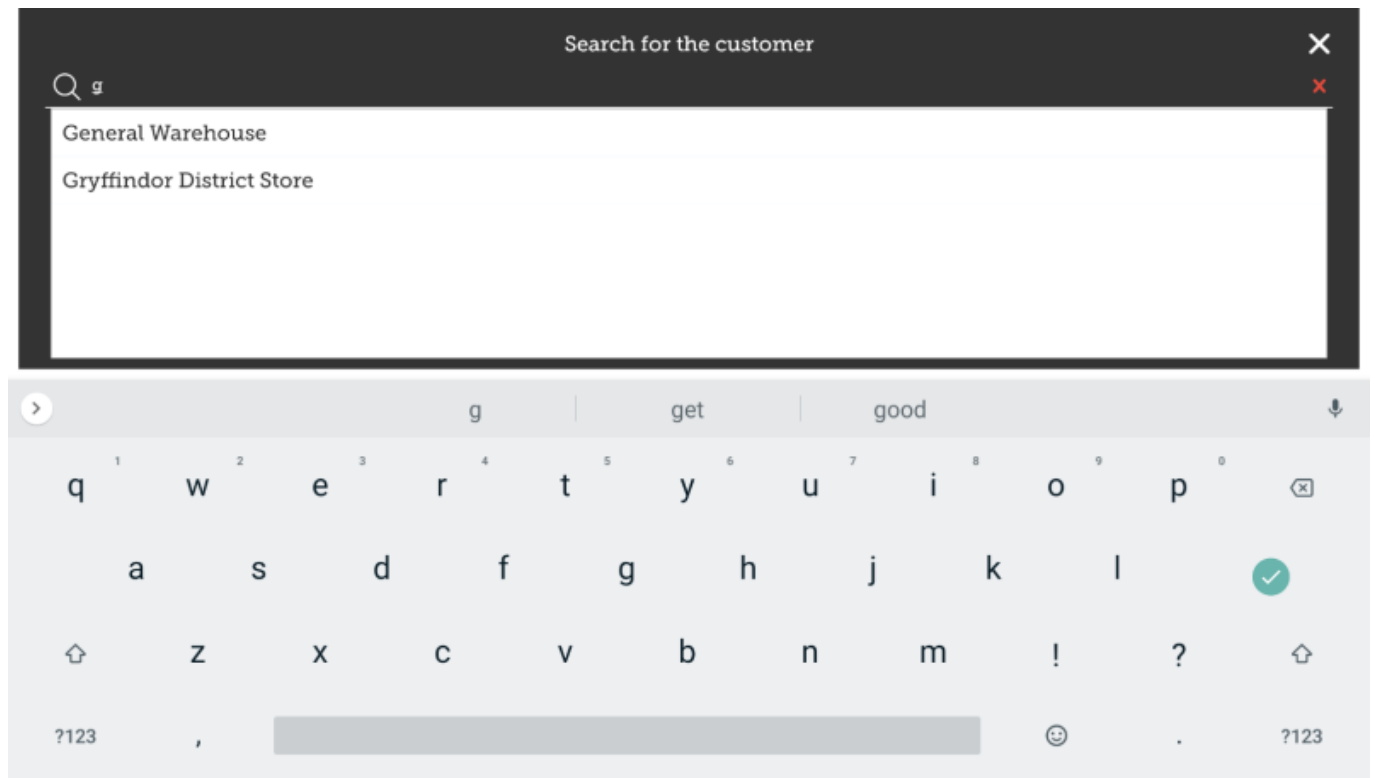 Search for the customer
g
General Warehouse
Gryffindor District Store
g get good
1 2 3 4 5 6 7 8 9 0
q w e r t y u i o p
a s d f g h j k l
z x c v b n m ! ?
?123 , . ?123